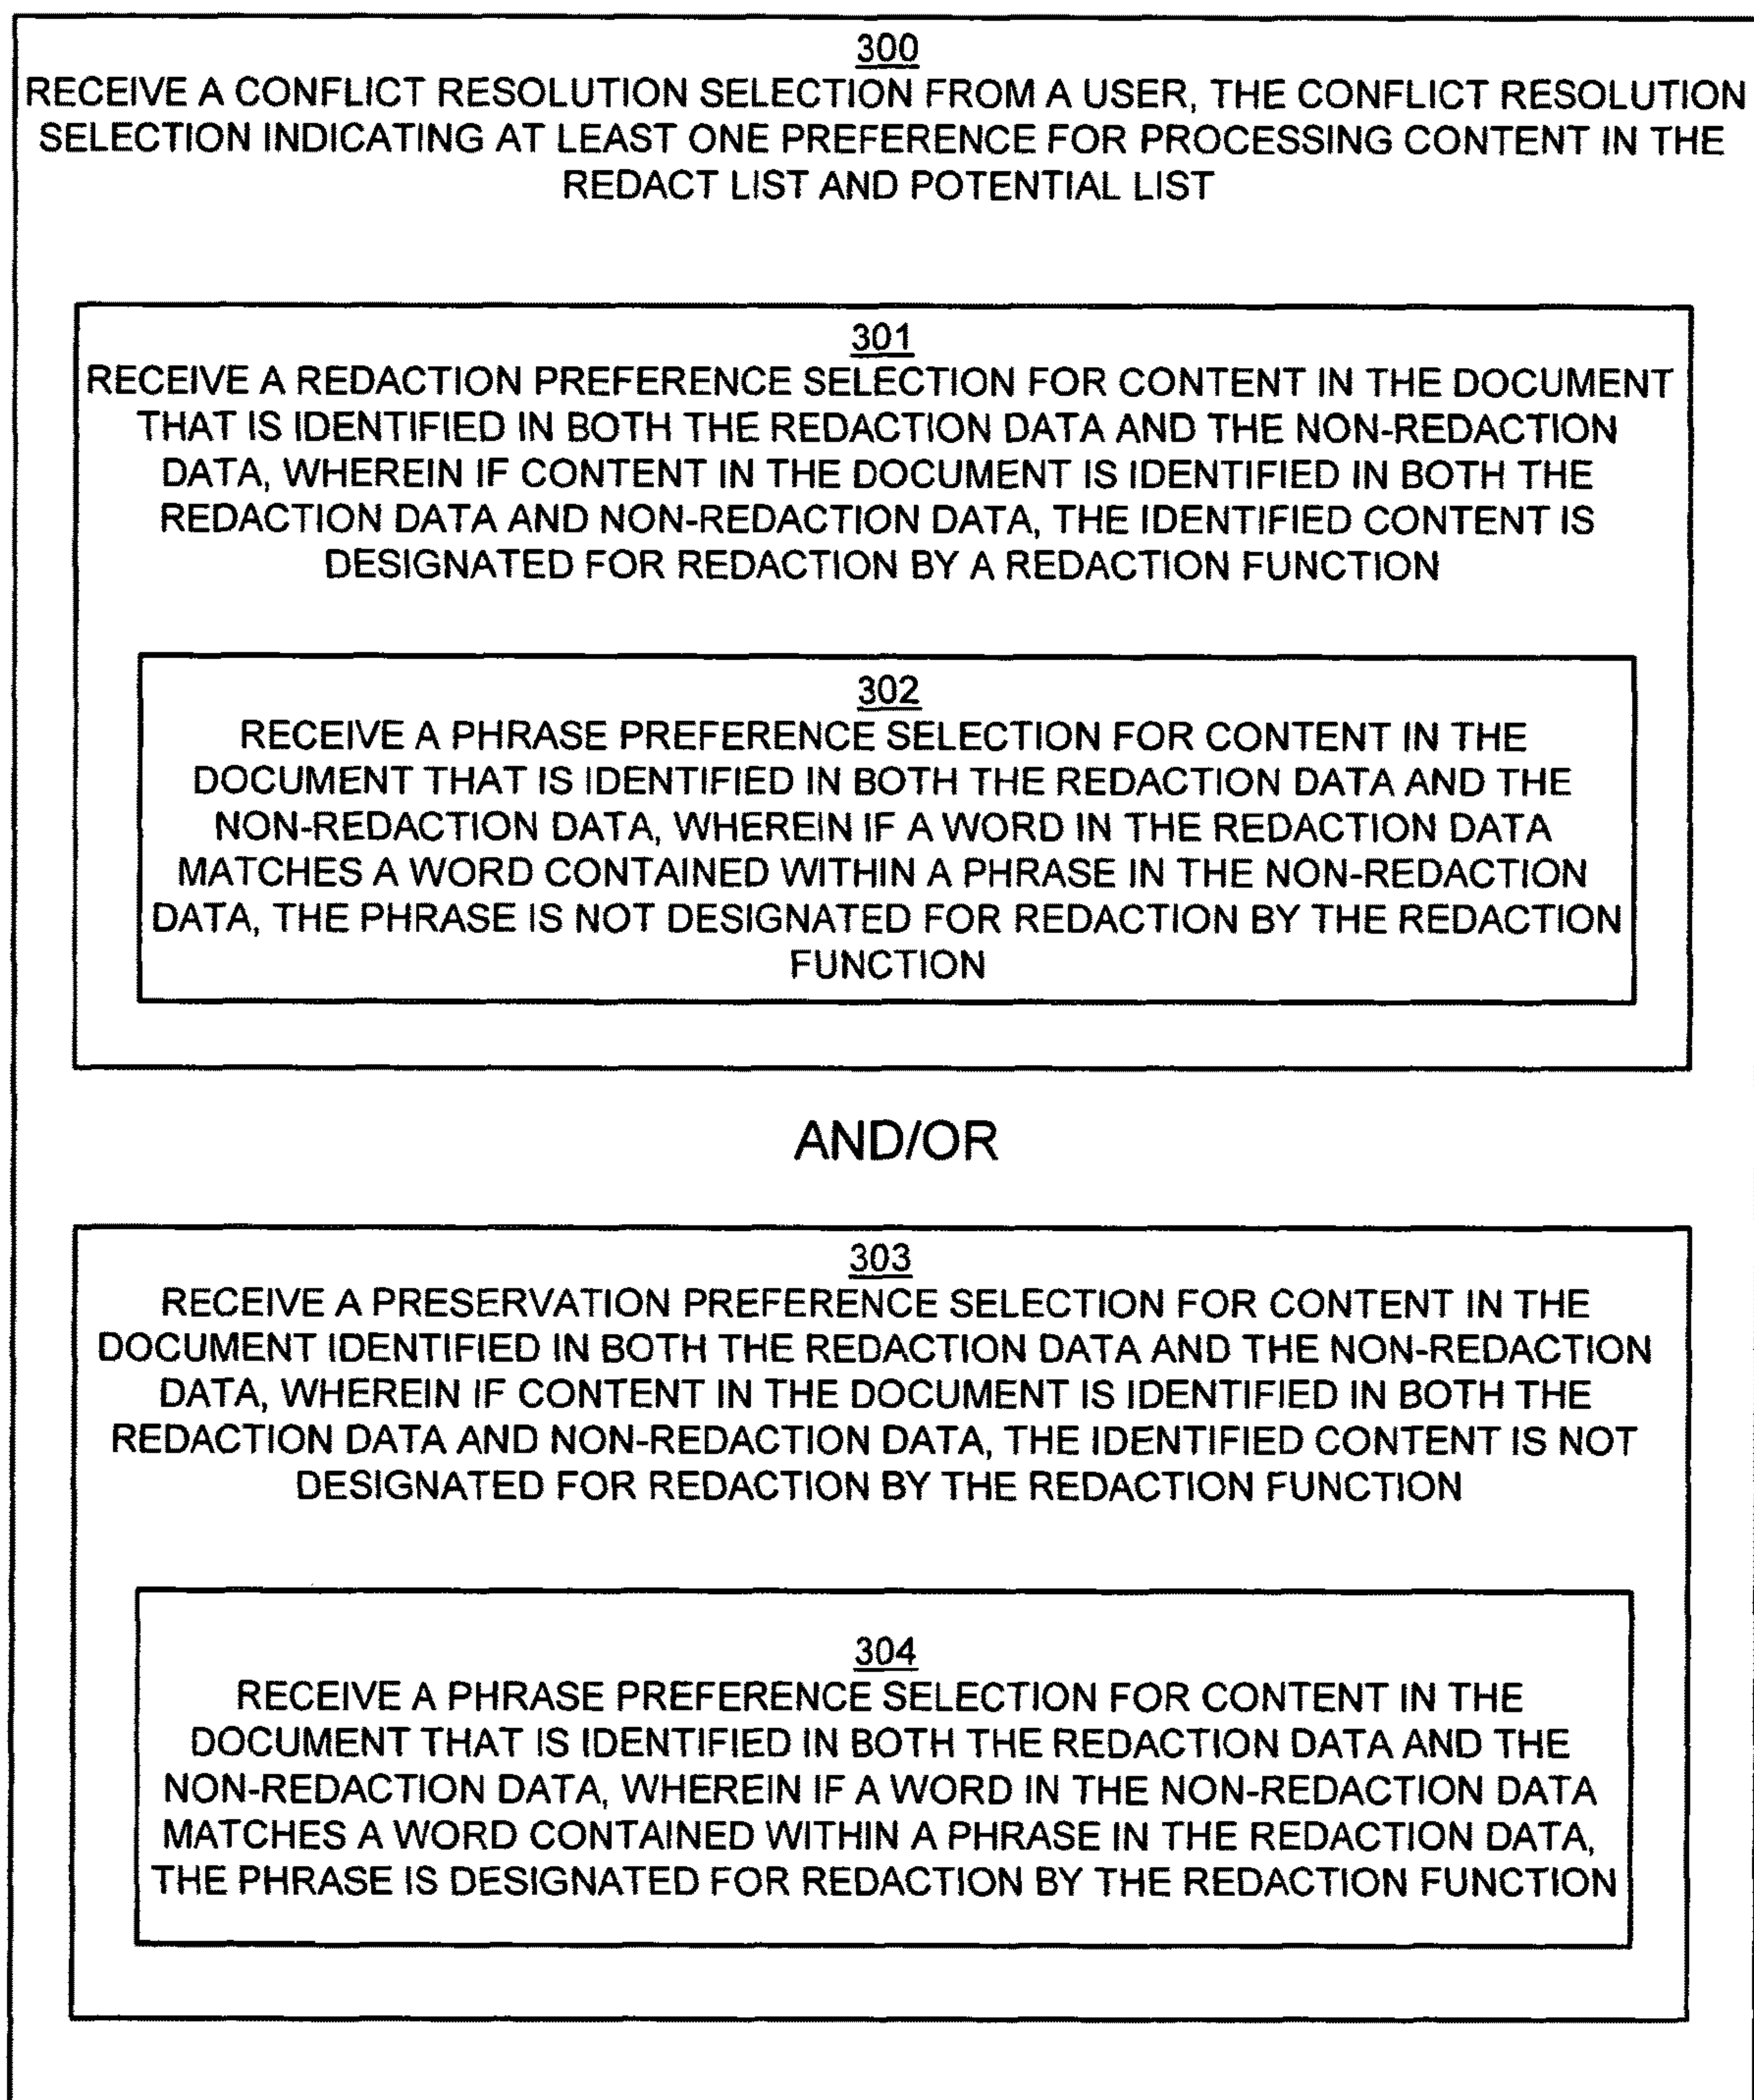 300
RECEIVE A CONFLICT RESOLUTION SELECTION FROM A USER, THE CONFLICT RESOLUTION
SELECTION INDICATING AT LEAST ONE PREFERENCE FOR PROCESSING CONTENT IN THE
REDACT LIST AND POTENTIAL LIST
301
RECEIVE A REDACTION PREFERENCE SELECTION FOR CONTENT IN THE DOCUMENT
THAT IS IDENTIFIED IN BOTH THE REDACTION DATA AND THE NON-REDACTION
DATA, WHEREIN IF CONTENT IN THE DOCUMENT IS IDENTIFIED IN BOTH THE
REDACTION DATA AND NON-REDACTION DATA, THE IDENTIFIED CONTENT IS
DESIGNATED FOR REDACTION BY A REDACTION FUNCTION
302
RECEIVE A PHRASE PREFERENCE SELECTION FOR CONTENT IN THE
DOCUMENT THAT IS IDENTIFIED IN BOTH THE REDACTION DATA AND THE
NON-REDACTION DATA, WHEREIN IF A WORD IN THE REDACTION DATA
MATCHES A WORD CONTAINED WITHIN A PHRASE IN THE NON-REDACTION
DATA, THE PHRASE IS NOT DESIGNATED FOR REDACTION BY THE REDACTION
FUNCTION
AND/OR
303
RECEIVE A PRESERVATION PREFERENCE SELECTION FOR CONTENT IN THE
DOCUMENT IDENTIFIED IN BOTH THE REDACTION DATA AND THE NON-REDACTION
DATA, WHEREIN IF CONTENT IN THE DOCUMENT IS IDENTIFIED IN BOTH THE
REDACTION DATA AND NON-REDACTION DATA, THE IDENTIFIED CONTENT IS NOT
DESIGNATED FOR REDACTION BY THE REDACTION FUNCTION
304
RECEIVE A PHRASE PREFERENCE SELECTION FOR CONTENT IN THE
DOCUMENT THAT IS IDENTIFIED IN BOTH THE REDACTION DATA AND THE
NON-REDACTION DATA, WHEREIN IF A WORD IN THE NON-REDACTION DATA
MATCHES A WORD CONTAINED WITHIN A PHRASE IN THE REDACTION DATA,
THE PHRASE IS DESIGNATED FOR REDACTION BY THE REDACTION FUNCTION